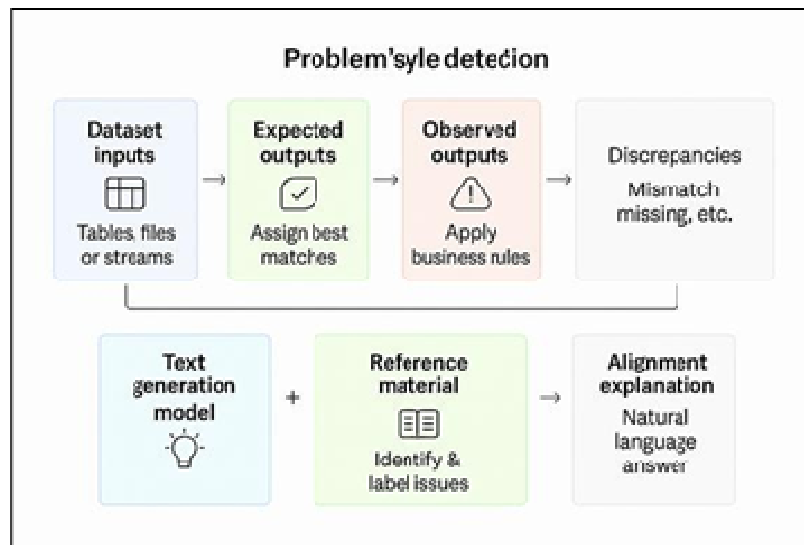 Problem'syle detecion
Dataset
inputs
Tables, files
or streams
Expected
outputs
Assign best
matches
Observed
outputs
Apply
business rules
Discrepancies
Mismatch
missing, etc.
Text
generation
model
+
Reference
material
Identify &
label issues
Alignment
explanation
Natural
language
answer